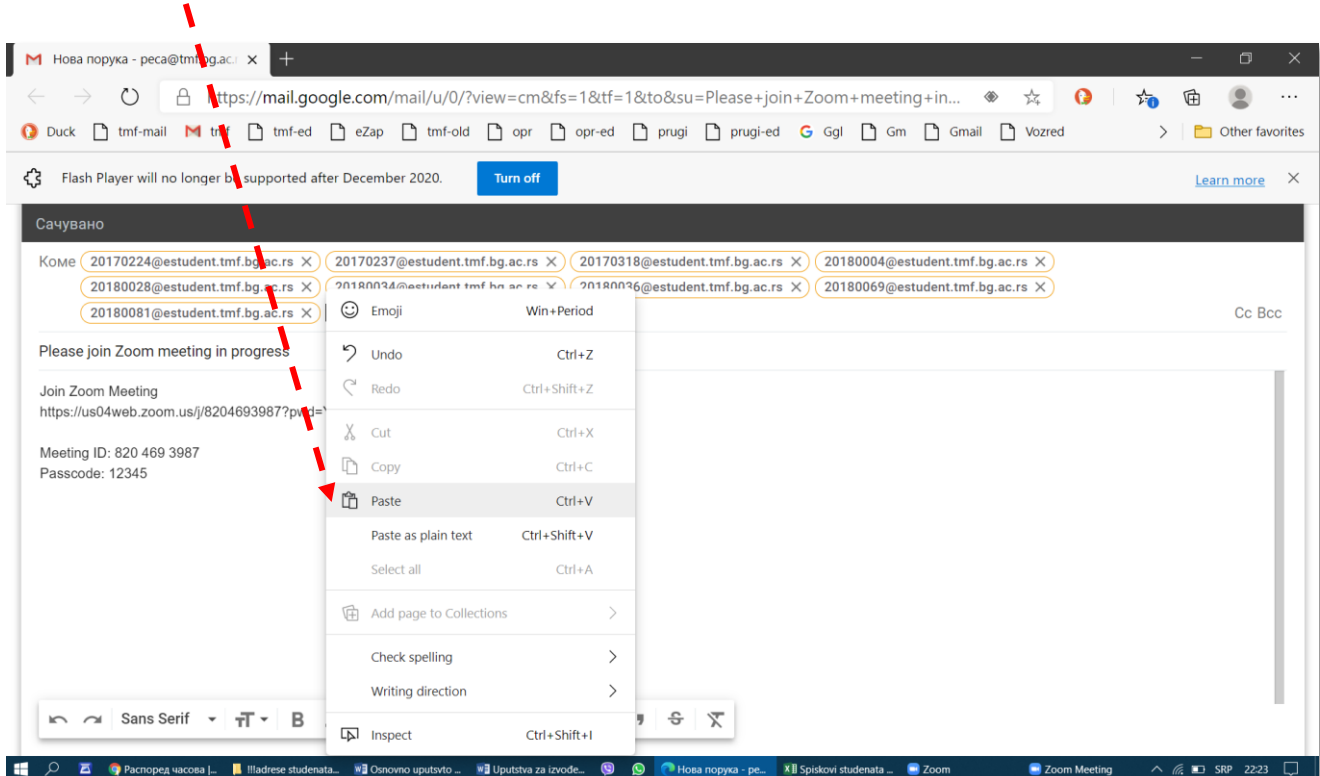 Нова порука - peca@tmf.bg.ac.r
https://mail.google.com/mail/u/0/?view=cm&fs=1&tf=1&to&su=Please+join+Zoom+meeting+in...
Duck tmf-mail tmf tmf-ed eZap tmf-old opr opr-ed prugi prugi-ed Ggl Gm Gmail Vozred Other favorites
Flash Player will no longer be supported after December 2020. Turn off Learn more
Сачувано
Коме 20170224@estudent.tmf.bg.ac.rs 20170237@estudent.tmf.bg.ac.rs 20170318@estudent.tmf.bg.ac.rs 20180004@estudent.tmf.bg.ac.rs
20180028@estudent.tmf.bg.ac.rs 20180034@estudent.tmf.bg.ac.rs 20180036@estudent.tmf.bg.ac.rs 20180069@estudent.tmf.bg.ac.rs
20180081@estudent.tmf.bg.ac.rs Cc Bcc
Please join Zoom meeting in progress
Join Zoom Meeting
https://us04web.zoom.us/j/8204693987?pwd=
Meeting ID: 820 469 3987
Passcode: 12345
Emoji Win+Period
Undo Ctrl+Z
Redo Ctrl+Shift+Z
Cut Ctrl+X
Copy Ctrl+C
Paste Ctrl+V
Paste as plain text Ctrl+Shift+V
Select all Ctrl+A
Add page to Collections
Check spelling
Writing direction
Inspect Ctrl+Shift+I
Sans Serif B
Распоред часова |... !!!adrese studenata... Osnovno uputsvto ... Uputstva za izvođe... Нова порука - pe... Spiskovi studenata ... Zoom Zoom Meeting SRP 22:23